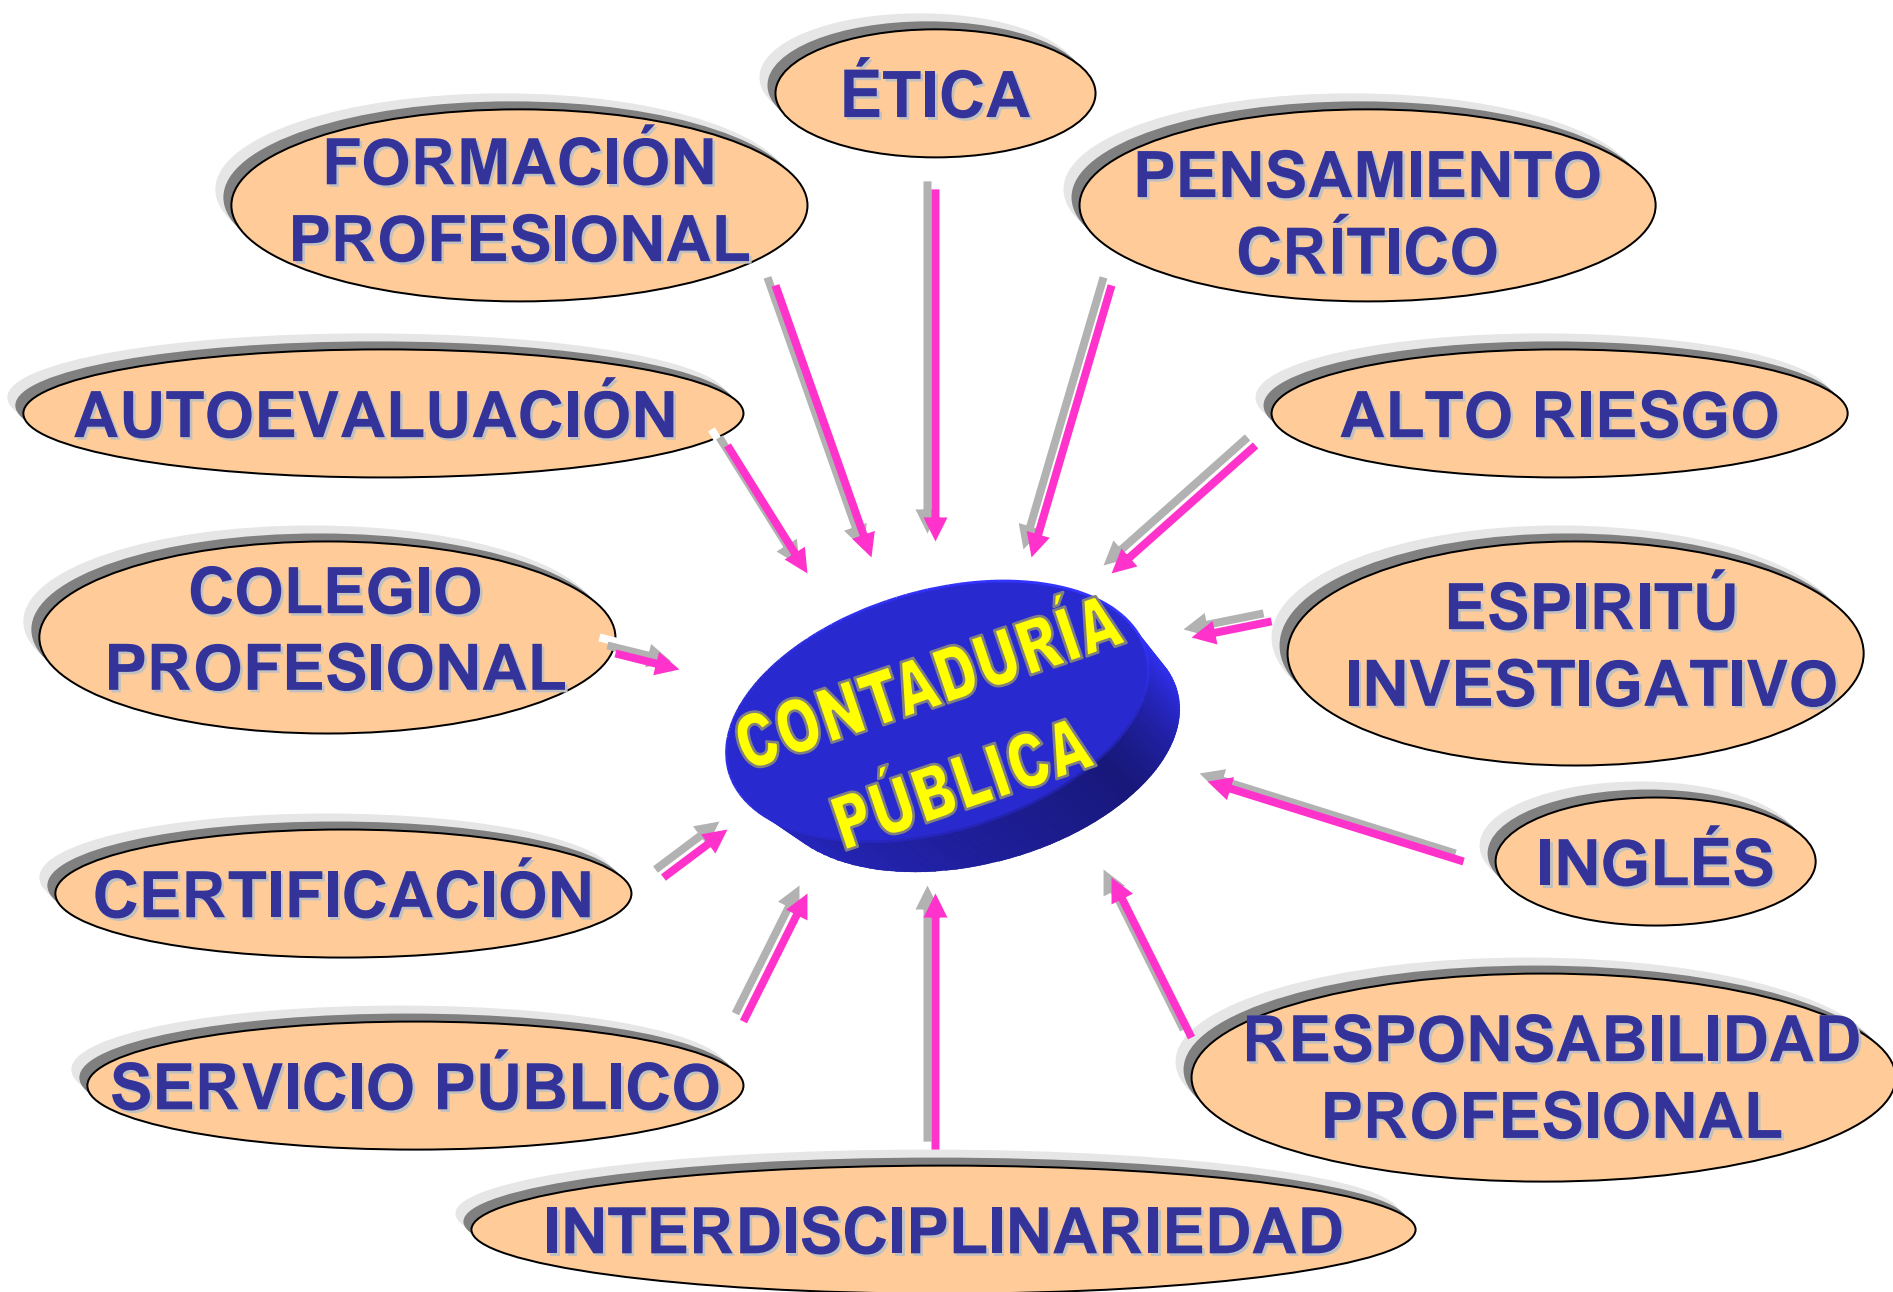 ÉTICA
FORMACIÓN
PROFESIONAL
PENSAMIENTO
CRÍTICO
AUTOEVALUACIÓN
ALTO RIESGO
COLEGIO
PROFESIONAL
ESPIRITÚ
INVESTIGATIVO
CONTADURÍA
PÚBLICA
CERTIFICACIÓN
INGLÉS
SERVICIO PÚBLICO
RESPONSABILIDAD
PROFESIONAL
INTERDISCIPLINARIEDAD